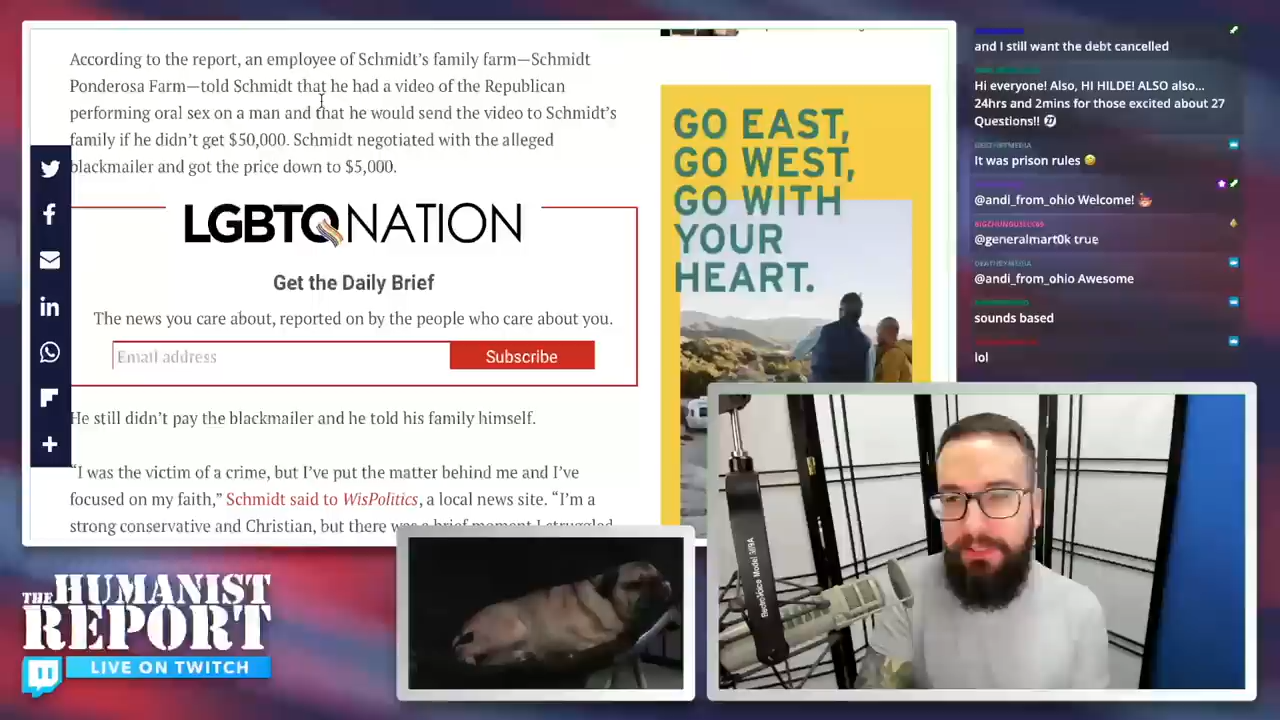 According to the report, an employee of Schmidt's family farm—Schmidt
Ponderosa Farm—told Schmidt that he had a video of the Republican
performing oral sex on a man and that he would send the video to Schmidt's
family if he didn't get $50,000. Schmidt negotiated with the alleged
blackmailer and got the price down to $5,000.
LGBTQ NATION
Get the Daily Brief
The news you care about, reported on by the people who care about you.
Email address
Subscribe
He still didn't pay the blackmailer and he told his family himself.
“I was the victim of a crime, but I've put the matter behind me and I've
focused on my faith,” Schmidt said to WisPolitics, a local news site. “I'm a
strong conservative and Christian, but there was a brief moment I struggled
GO EAST,
GO WEST,
GO WITH
YOUR
HEART.
and I still want the debt cancelled
Hi everyone! Also, HI HILDE! ALSO also...
24hrs and 2mins for those excited about 27
Questions!!
It was prison rules
@andi_from_ohio Welcome!
@generalmart0k true
@andi_from_ohio Awesome
sounds based
lol
THE HUMANIST
REPORT
LIVE ON TWITCH